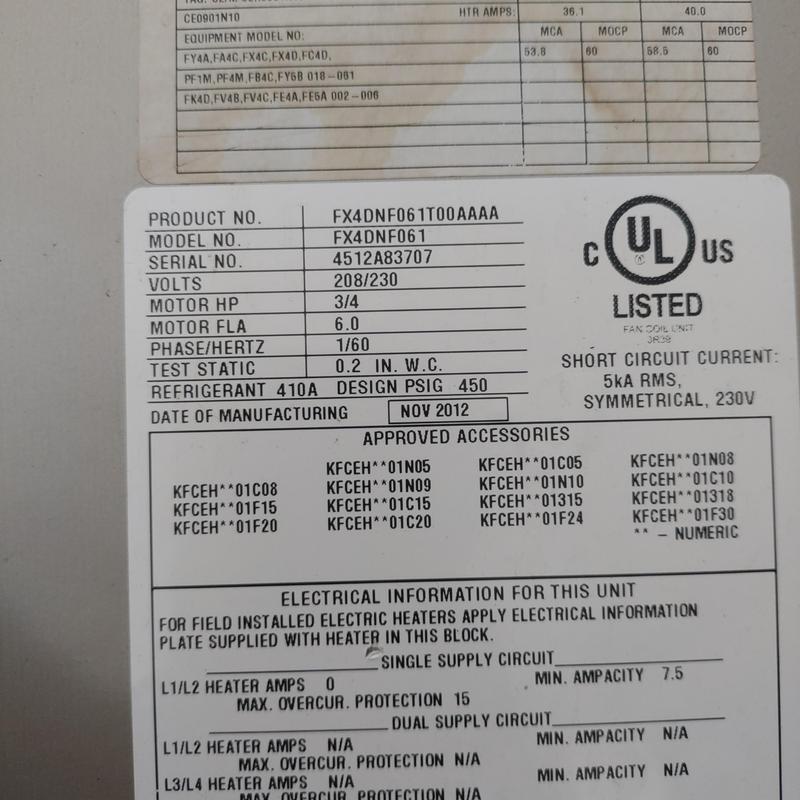 CE0901N10 HTR AMPS: 36.1 40.0
EQUIPMENT MODEL NO: MCA MOCP MCA MOCP
FY4A,FA4C,FX4C,FX4D,FC4D, 53.8 60 58.6 60
PF1M,PF4M,FB4C,FY5B 018-061
FK4D,FV4B,FV4C,FE4A,FE5A 002-006
PRODUCT NO. FX4DNF061T00AAAA
MODEL NO. FX4DNF061
SERIAL NO. 4512A83707
VOLTS 208/230
MOTOR HP 3/4
MOTOR FLA 6.0
PHASE/HERTZ 1/60
TEST STATIC 0.2 IN. W.C.
REFRIGERANT 410A DESIGN PSIG 450
DATE OF MANUFACTURING NOV 2012
C UL US
LISTED
FAN COIL UNIT
SHORT CIRCUIT CURRENT:
5kA RMS,
SYMMETRICAL, 230V
APPROVED ACCESSORIES
KFCEH**01N05 KFCEH**01C05 KFCEH**01N08
KFCEH**01C08 KFCEH**01N09 KFCEH**01N10 KFCEH**01C10
KFCEH**01F15 KFCEH**01C15 KFCEH**01315 KFCEH**01318
KFCEH**01F20 KFCEH**01C20 KFCEH**01F24 KFCEH**01F30
** - NUMERIC
ELECTRICAL INFORMATION FOR THIS UNIT
FOR FIELD INSTALLED ELECTRIC HEATERS APPLY ELECTRICAL INFORMATION
PLATE SUPPLIED WITH HEATER IN THIS BLOCK.
SINGLE SUPPLY CIRCUIT
L1/L2 HEATER AMPS 0 MIN. AMPACITY 7.5
MAX. OVERCUR. PROTECTION 15
DUAL SUPPLY CIRCUIT
L1/L2 HEATER AMPS N/A MIN. AMPACITY N/A
MAX. OVERCUR. PROTECTION N/A
L3/L4 HEATER AMPS N/A MIN. AMPACITY N/A
MAX. OVERCUR. PROTECTION N/A